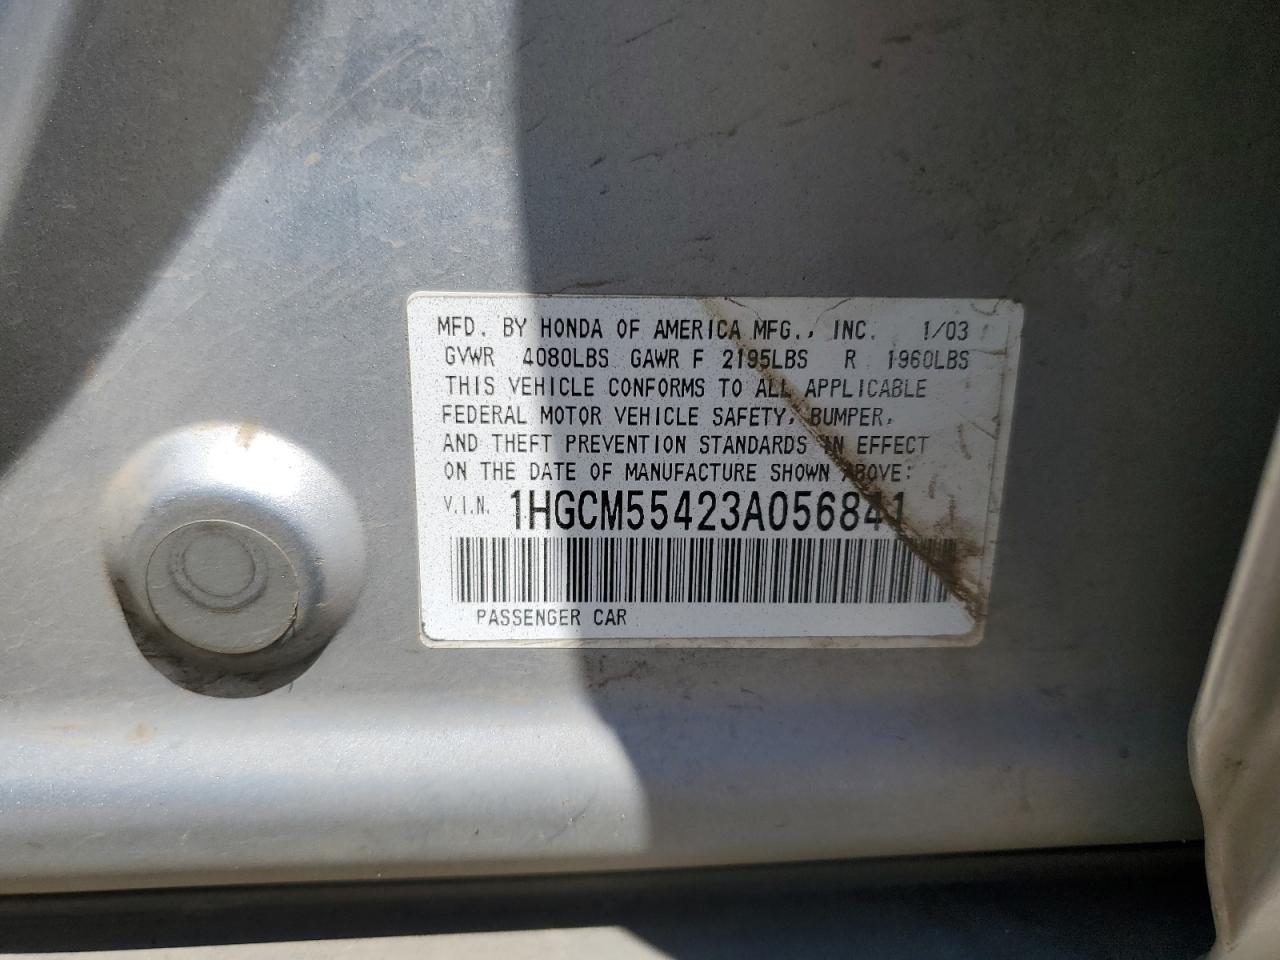 MFD. BY HONDA OF AMERICA MFG., INC. 1/03
GVWR 4080LBS GAWR F 2195LBS R 1960LBS
THIS VEHICLE CONFORMS TO ALL APPLICABLE
FEDERAL MOTOR VEHICLE SAFETY, BUMPER,
AND THEFT PREVENTION STANDARDS IN EFFECT
ON THE DATE OF MANUFACTURE SHOWN ABOVE:
V.I.N. 1HGCM55423A056841
PASSENGER CAR